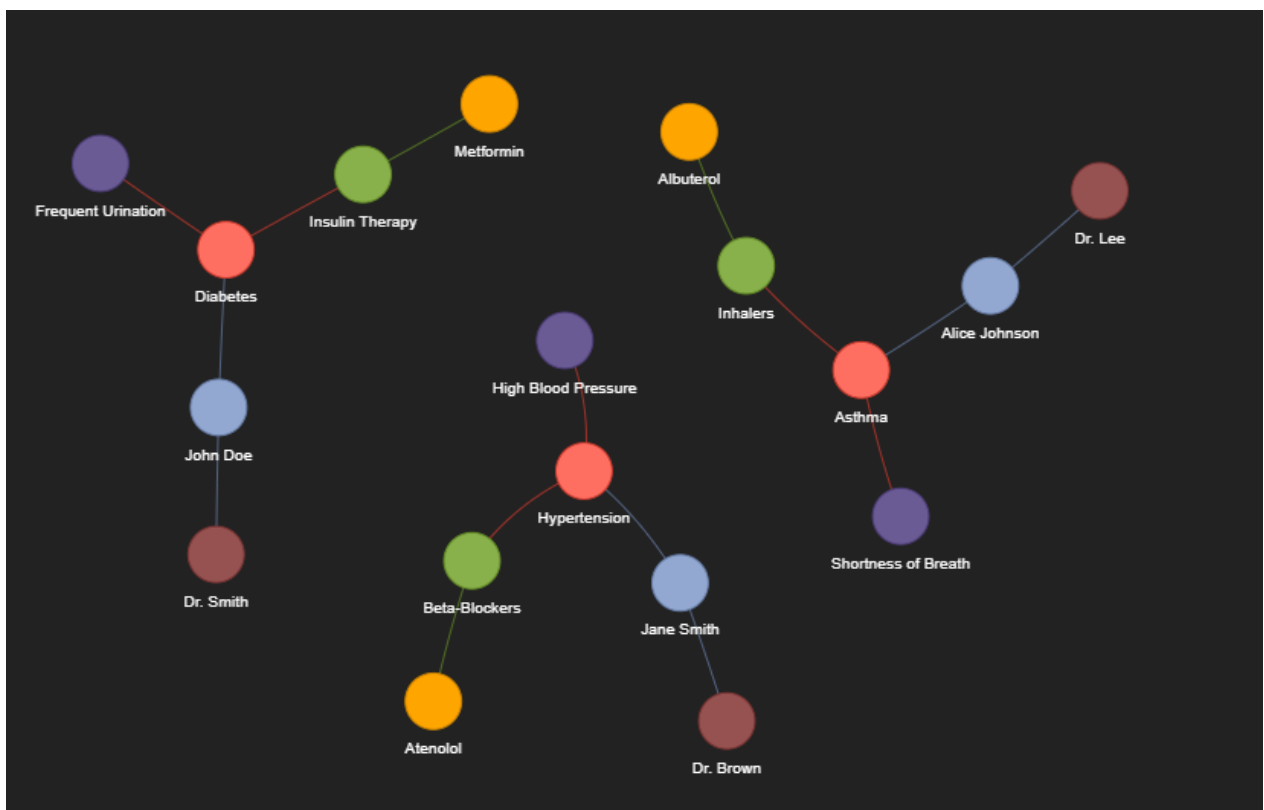 Metformin
Albuterol
Frequent Urination
Insulin Therapy
Dr. Lee
Diabetes
Inhalers
Alice Johnson
High Blood Pressure
Asthma
John Doe
Hypertension
Shortness of Breath
Dr. Smith
Beta-Blockers
Jane Smith
Atenolol
Dr. Brown